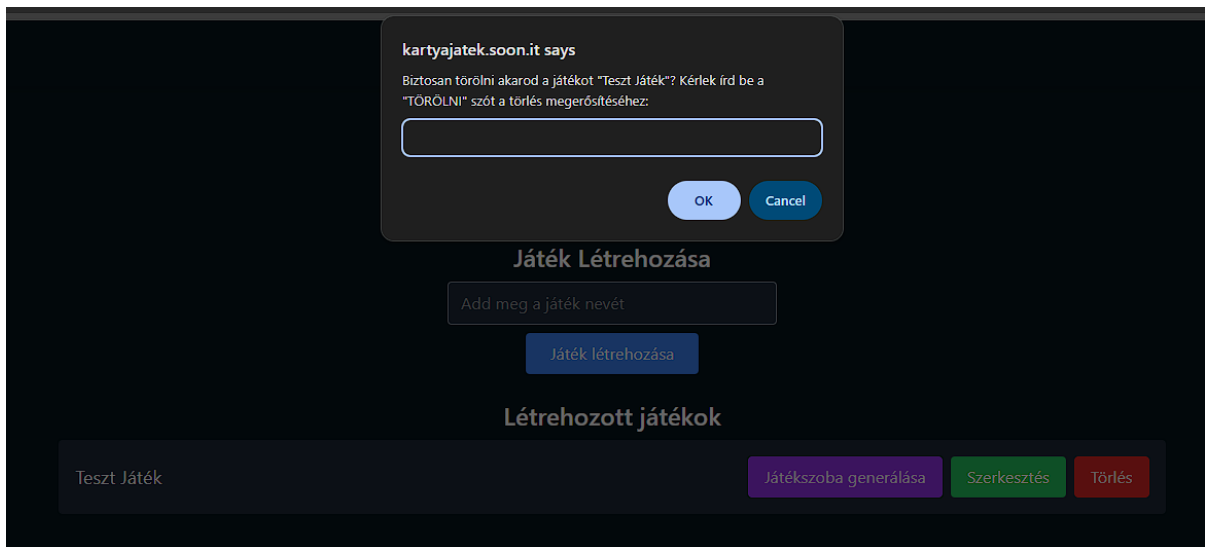 kartyajatek.soon.it says
Biztosan törölni akarod a játékot "Teszt Játék"? Kérlek írd be a
"TÖRÖLNI" szót a törlés megerősítéséhez:
OK
Cancel
Játék Létrehozása
Add meg a játék nevét
Játék létrehozása
Létrehozott játékok
Teszt Játék
Játékszoba generálása
Szerkesztés
Törlés